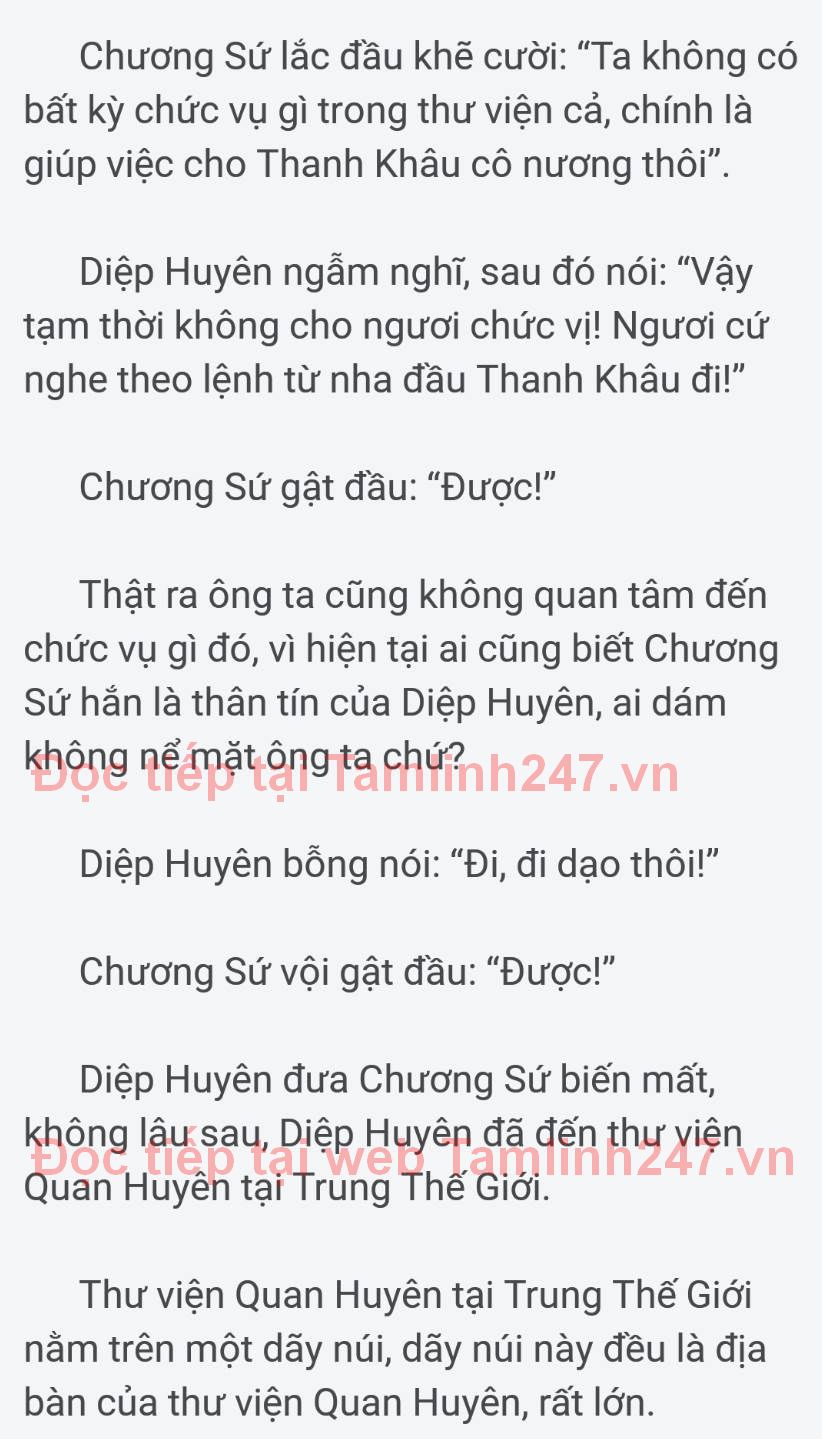 Chương Sứ lắc đầu khẽ cười: “Ta không có
bất kỳ chức vụ gì trong thư viện cả, chính là
giúp việc cho Thanh Khâu cô nương thôi”.
Diệp Huyên ngẫm nghĩ, sau đó nói: “Vậy
tạm thời không cho ngươi chức vị! Ngươi cứ
nghe theo lệnh từ nha đầu Thanh Khâu đi!”
Chương Sứ gật đầu: “Được!”
Thật ra ông ta cũng không quan tâm đến
chức vụ gì đó, vì hiện tại ai cũng biết Chương
Sứ hắn là thân tín của Diệp Huyên, ai dám
không nể mặt ông ta chứ?
Đọc tiếp tại Tamlinh247.vn
Diệp Huyên bỗng nói: “Đi, đi dạo thôi!”
Chương Sứ vội gật đầu: “Được!”
Diệp Huyên đưa Chương Sứ biến mất,
không lâu sau, Diệp Huyên đã đến thư viện
Đọc tiếp tại web Tamlinh247.vn
Quan Huyên tại Trung Thế Giới.
Thư viện Quan Huyên tại Trung Thế Giới
nằm trên một dãy núi, dãy núi này đều là địa
bàn của thư viện Quan Huyên, rất lớn.